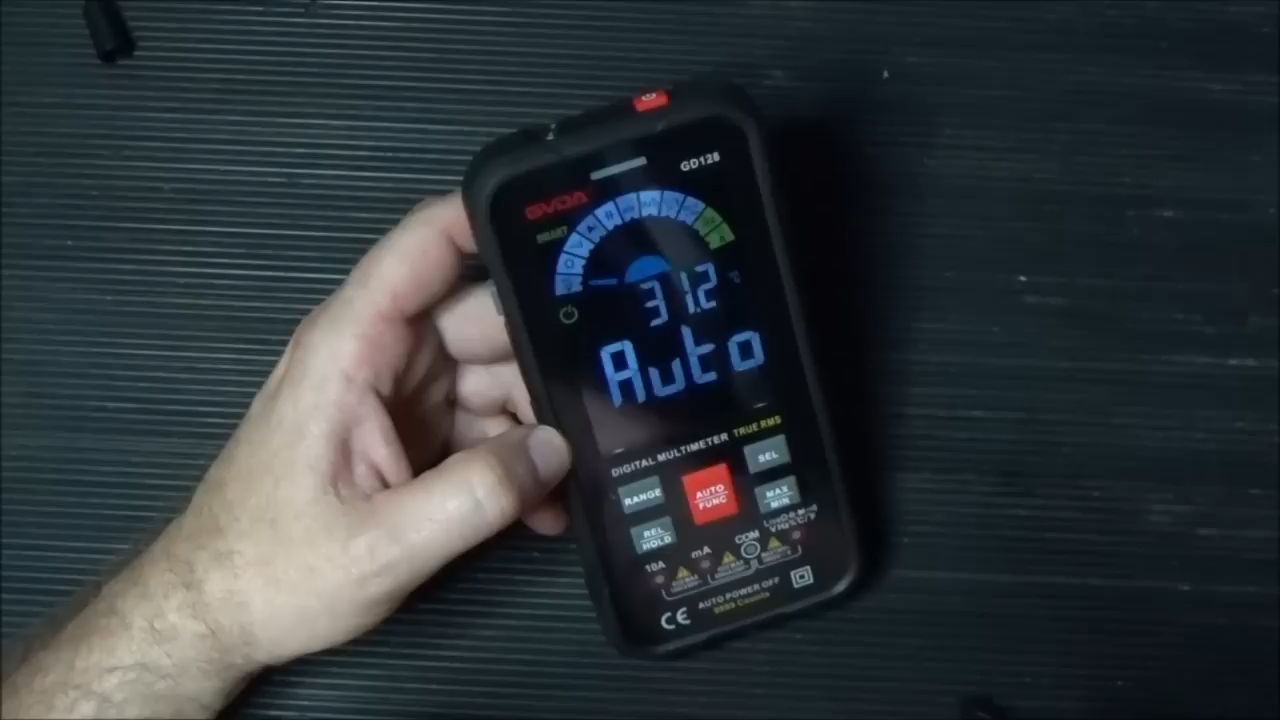 GD128
GVDA
SMART
31.2 °C
Auto
DIGITAL MULTIMETER TRUE RMS
SEL
RANGE
AUTO
FUNC
MAX
MIN
REL
HOLD
10A
mA
COM
CE
AUTO POWER OFF
9999 Counts